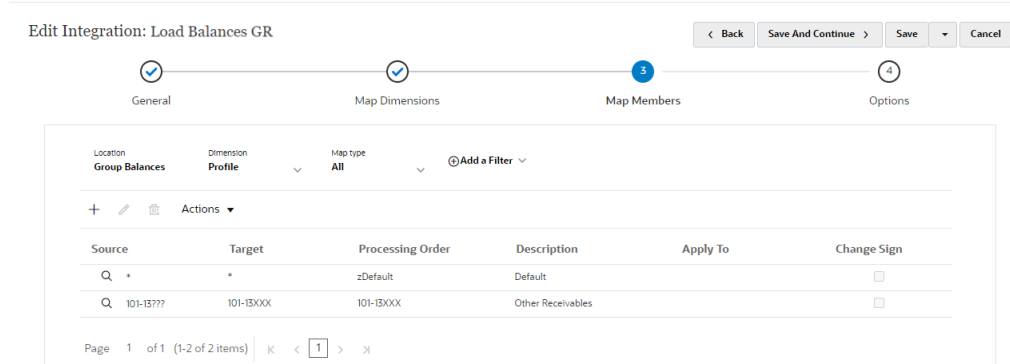 Edit Integration: Load Balances GR
< Back Save And Continue > Save Cancel
3 4
General Map Dimensions Map Members Options
Location Dimension Map type
Group Balances Profile All Add a Filter
Actions
Source Target Processing Order Description Apply To Change Sign
* * zDefault Default
101-13??? 101-13XXX 101-13XXX Other Receivables
Page 1 of 1 (1-2 of 2 items) 1